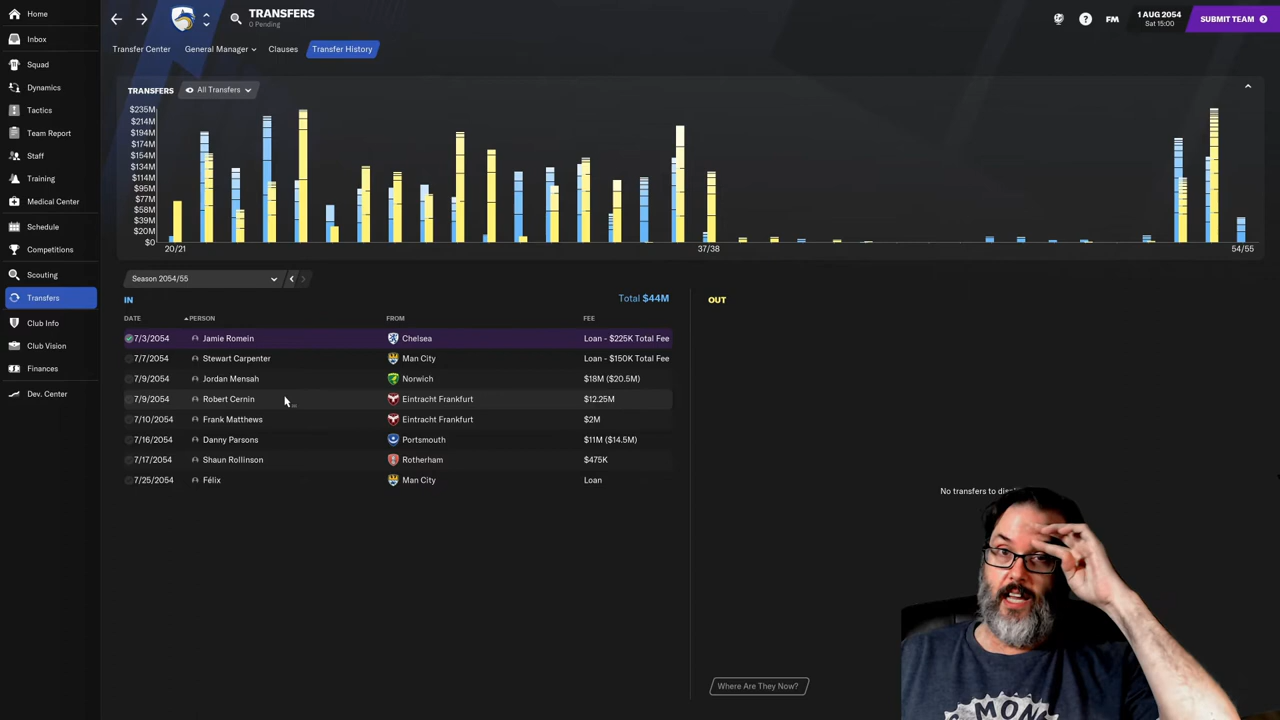 Home
TRANSFERS
0 Pending
1 AUG 2054
Sat 15:00
FM
SUBMIT TEAM
Inbox
Transfer Center
General Manager
Clauses
Transfer History
Squad
Dynamics
Tactics
Team Report
Staff
Training
Medical Center
Schedule
Competitions
Scouting
Transfers
Club Info
Club Vision
Finances
Dev. Center
TRANSFERS
All Transfers
$235M
$214M
$194M
$174M
$154M
$134M
$114M
$95M
$77M
$58M
$39M
$20M
$0
20/21
37/38
54/55
Season 2054/55
IN
Total $44M
OUT
DATE PERSON FROM FEE
7/3/2054 Jamie Romein Chelsea Loan - $225K Total Fee
7/7/2054 Stewart Carpenter Man City Loan - $150K Total Fee
7/9/2054 Jordan Mensah Norwich $18M ($20.5M)
7/9/2054 Robert Cernin Eintracht Frankfurt $12.25M
7/10/2054 Frank Matthews Eintracht Frankfurt $2M
7/16/2054 Danny Parsons Portsmouth $11M ($14.5M)
7/17/2054 Shaun Rollinson Rotherham $475K
7/25/2054 Félix Man City Loan
No transfers to
Where Are They Now?
MON